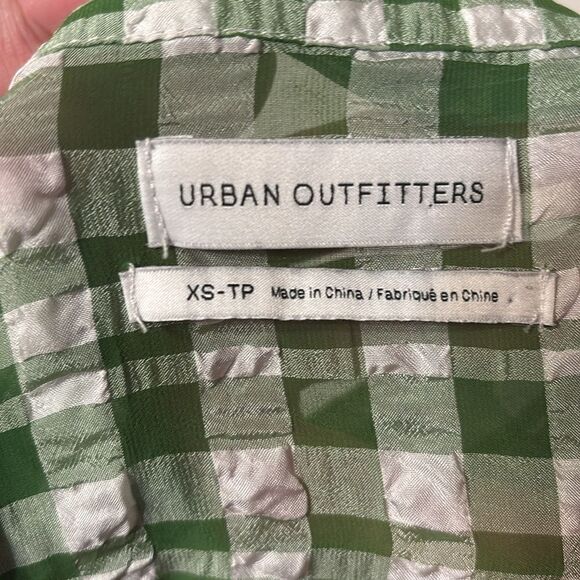 URBAN OUTFITTERS
XS-TP Made in China / Fabriqué en Chine